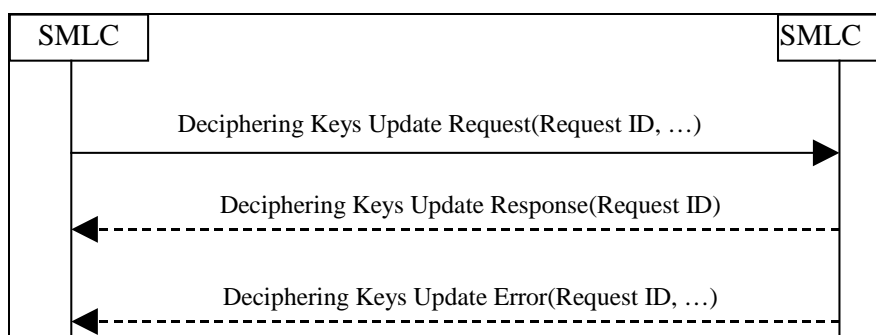 SMLC
SMLC
Deciphering Keys Update Request(Request ID, …)
Deciphering Keys Update Response(Request ID)
Deciphering Keys Update Error(Request ID, …)